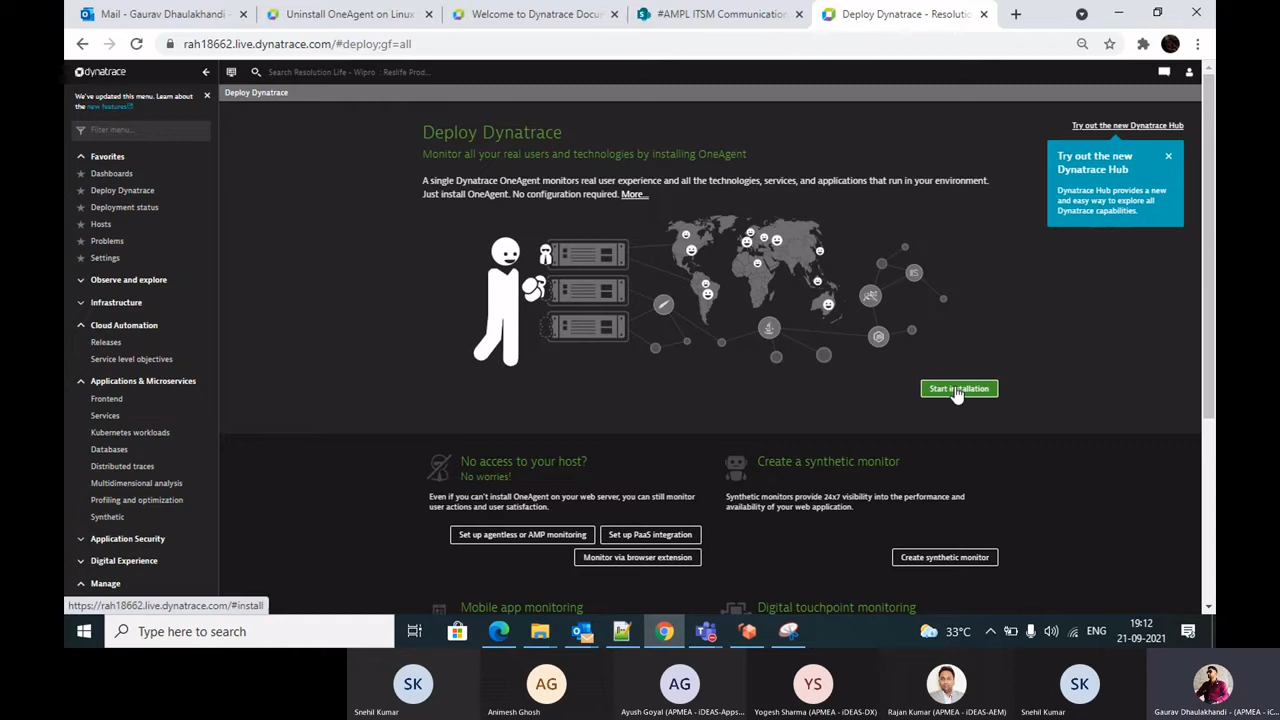 Mail - Gaurav Dhaulakhandi -
Uninstall OneAgent on Linux
Welcome to Dynatrace Docu
#AMPL ITSM Communication
Deploy Dynatrace - Resolutio
rah18662.live.dynatrace.com/#deploy;gf=all
dynatrace
Search Resolution Life - Wipro : Reslife Prod...
We've updated this menu. Learn about
the new features
Deploy Dynatrace
Filter menu...
Favorites
Dashboards
Deploy Dynatrace
Deployment status
Hosts
Problems
Settings
Observe and explore
Infrastructure
Cloud Automation
Releases
Service level objectives
Applications & Microservices
Frontend
Services
Kubernetes workloads
Databases
Distributed traces
Multidimensional analysis
Profiling and optimization
Synthetic
Application Security
Digital Experience
Manage
Deploy Dynatrace
Monitor all your real users and technologies by installing OneAgent
A single Dynatrace OneAgent monitors real user experience and all the technologies, services, and applications that run in your environment.
Just install OneAgent. No configuration required. More...
Try out the new Dynatrace Hub
Try out the new
Dynatrace Hub
Dynatrace Hub provides a new
and easy way to explore all
Dynatrace capabilities.
Start installation
No access to your host?
No worries!
Even if you can't install OneAgent on your web server, you can still monitor
user actions and user satisfaction.
Set up agentless or AMP monitoring
Set up PaaS integration
Monitor via browser extension
Create a synthetic monitor
Synthetic monitors provide 24x7 visibility into the performance and
availability of your web application.
Create synthetic monitor
Mobile app monitoring
Digital touchpoint monitoring
https://rah18662.live.dynatrace.com/#install
Type here to search
33°C
ENG
19:12
21-09-2021
SK
Snehil Kumar
AG
Animesh Ghosh
AG
Ayush Goyal (APMEA - iDEAS-Apps...
YS
Yogesh Sharma (APMEA - iDEAS-DX)
Rajan Kumar (APMEA - iDEAS-AEM)
SK
Snehil Kumar
Gaurav Dhaulakhandi - (APMEA - iC...